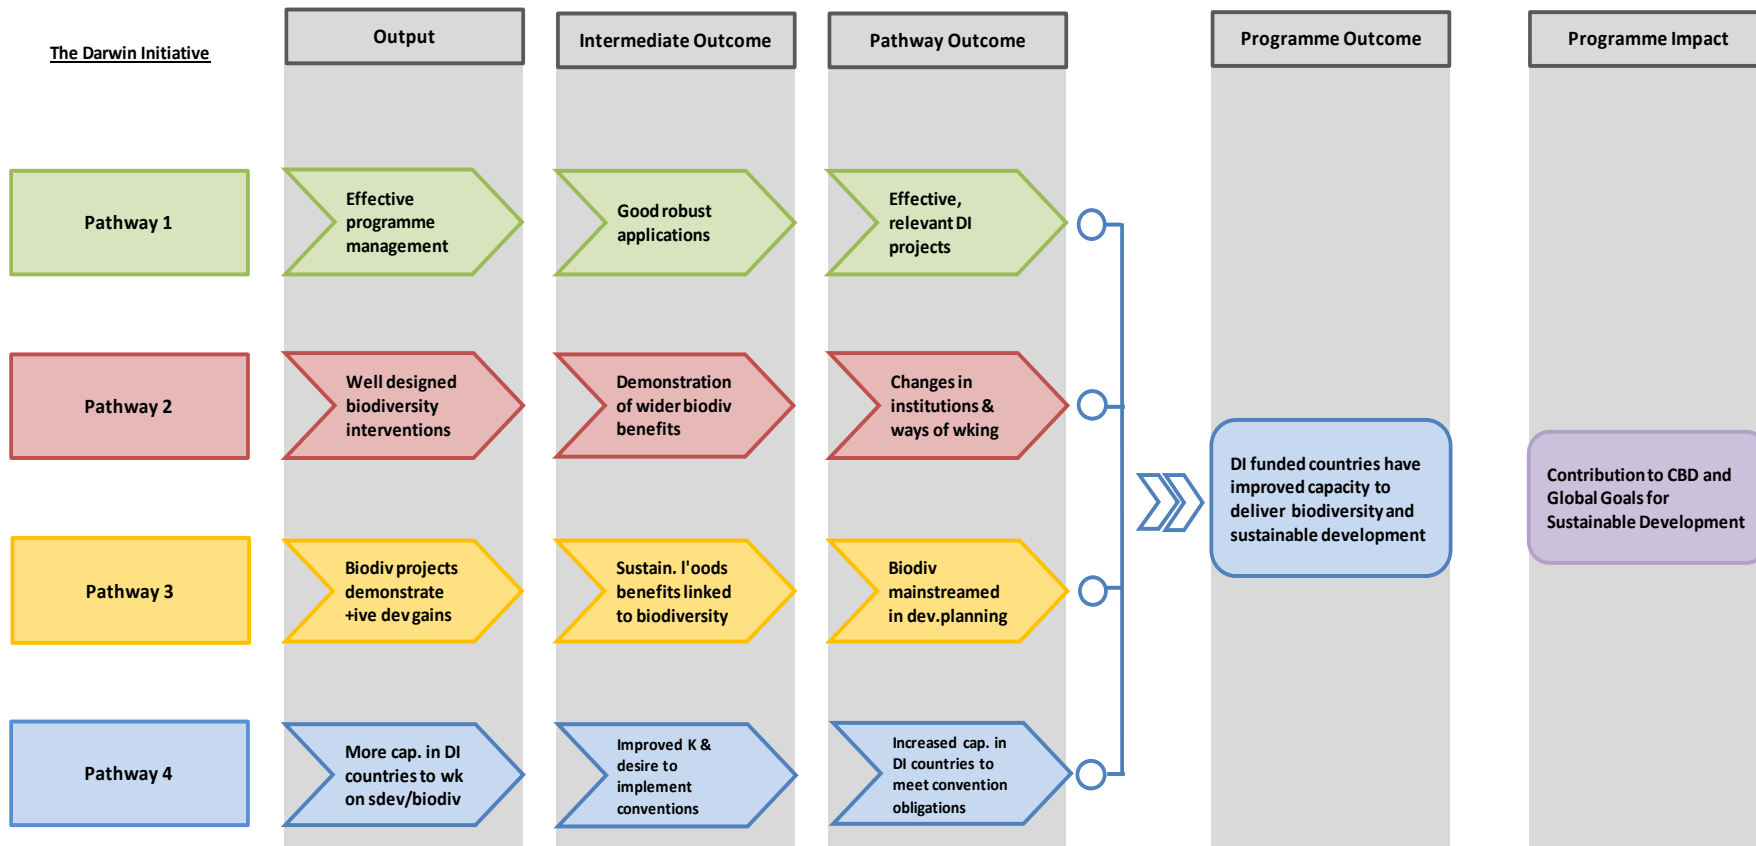 The Darwin Initiative
Output
Intermediate Outcome
Pathway Outcome
Programme Outcome
Programme Impact
Pathway 1
Effective
programme
management
Good robust
applications
Effective,
relevant DI
projects
Pathway 2
Well designed
biodiversity
interventions
Demonstration
of wider biodiv
benefits
Changes in
institutions &
ways of wking
Pathway 3
Biodiv projects
demonstrate
+ive dev gains
Sustain. l'oods
benefits linked
to biodiversity
Biodiv
mainstreamed
in dev.planning
Pathway 4
More cap. in DI
countries to wk
on sdev/biodiv
Improved K &
desire to
implement
conventions
Increased cap. in
DI countries to
meet convention
obligations
DI funded countries have
improved capacity to
deliver biodiversity and
sustainable development
Contribution to CBD and
Global Goals for
Sustainable Development